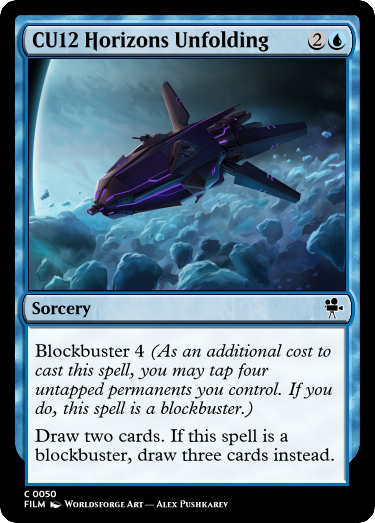 CU12 Horizons Unfolding 2
Sorcery
Blockbuster 4 (As an additional cost to
cast this spell, you may tap four
untapped permanents you control. If you
do, this spell is a blockbuster.)
Draw two cards. If this spell is a
blockbuster, draw three cards instead.
C 0050
FILM Worldsforge Art — Alex Pushkarev